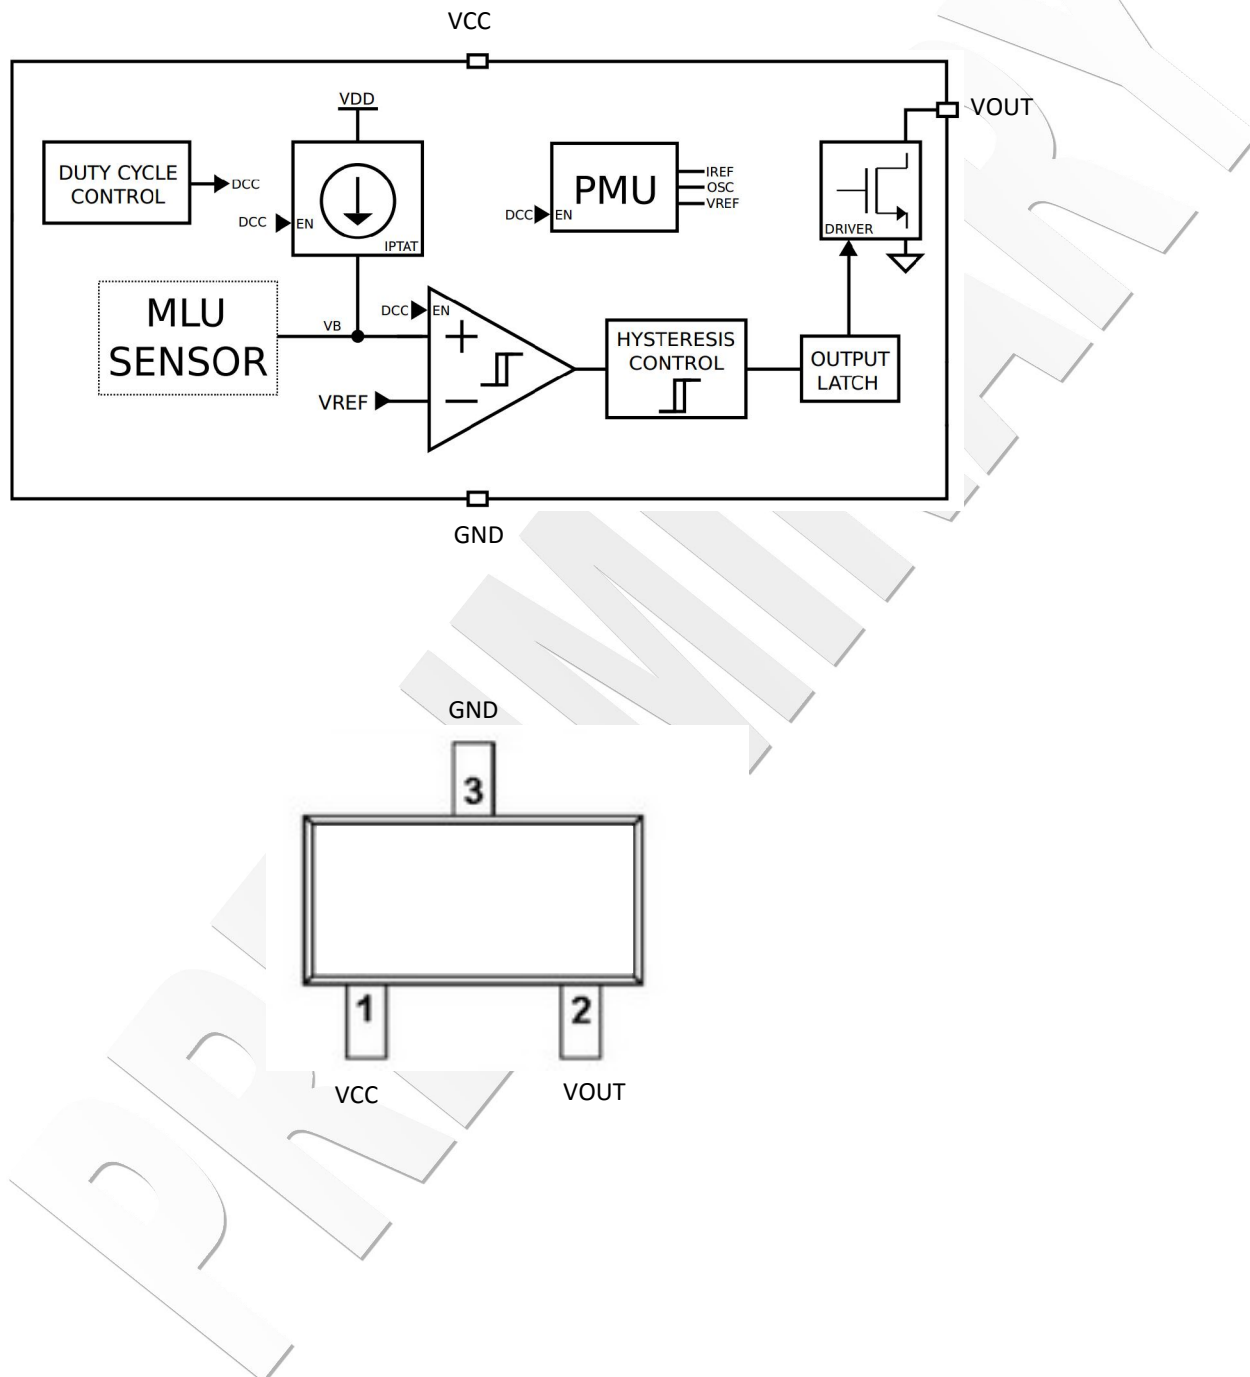 VCC
VDD
VOUT
DUTY CYCLE
CONTROL
DCC
DCC
EN
IPTAT
PMU
DCC
EN
IREF
OSC
VREF
DRIVER
MLU
SENSOR
VB
DCC
EN
+
−
VREF
HYSTERESIS
CONTROL
OUTPUT
LATCH
GND
GND
3
1
2
VCC
VOUT